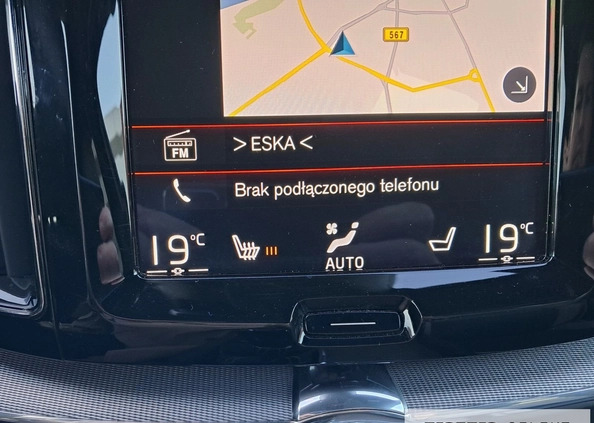 567
FM
>ESKA<
Brak podłączonego telefonu
19°C
AUTO
19°C